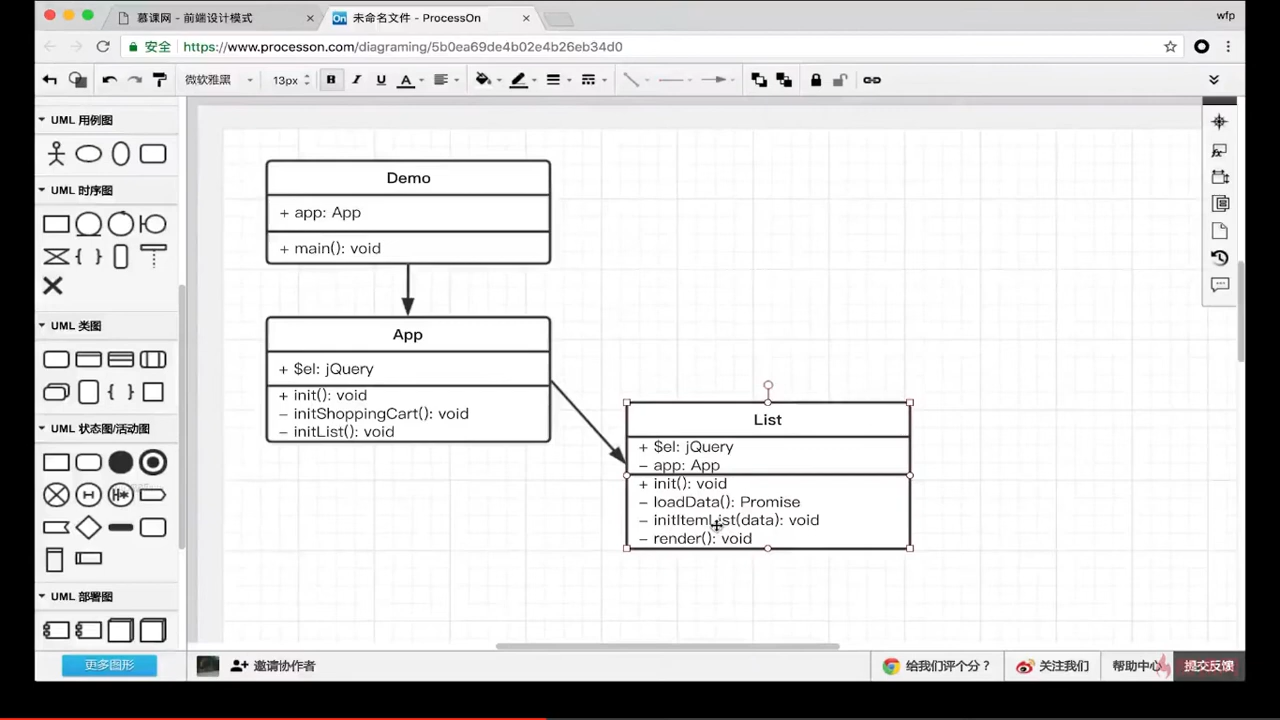 慕课网 - 前端设计模式
On 未命名文件 - ProcessOn
wfp
安全 https://www.processon.com/diagraming/5b0ea69de4b02e4b26eb34d0
微软雅黑 13px B I U A
UML 用例图
UML 时序图
UML 类图
UML 状态图/活动图
UML 部署图
更多图形
Demo
+ app: App
+ main(): void
App
+ $el: jQuery
+ init(): void
– initShoppingCart(): void
– initList(): void
List
+ $el: jQuery
– app: App
+ init(): void
– loadData(): Promise
– initItemList(data): void
– render(): void
邀请协作者
给我们评个分？
关注我们
帮助中心
提交反馈